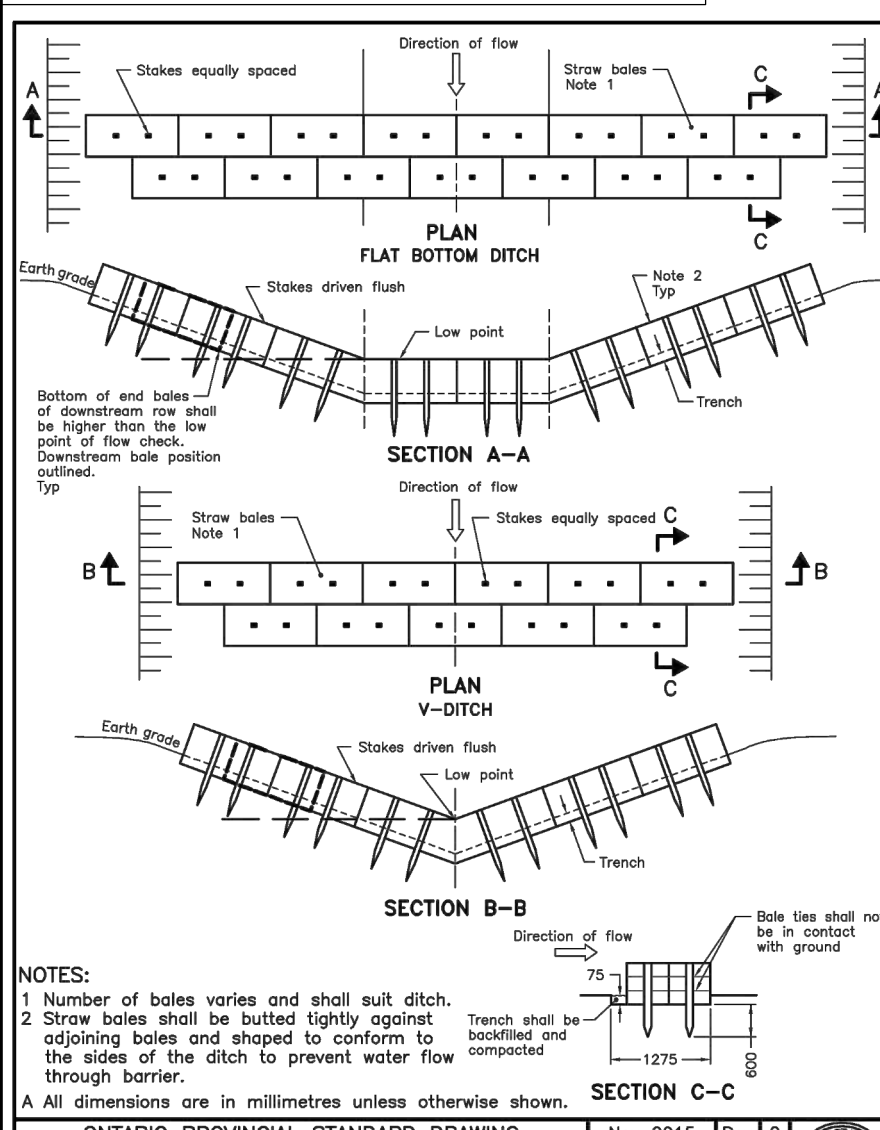 Direction of flow
Stakes equally spaced
Straw bales
Note 1
C
A
A
C
PLAN
FLAT BOTTOM DITCH
Earth grade
Stakes driven flush
Note 2
Typ
Low point
Trench
Bottom of end bales
of downstream row shall
be higher than the low
point of flow check.
Downstream bale position
outlined.
Typ
SECTION A-A
Direction of flow
Straw bales
Note 1
Stakes equally spaced
C
B
B
C
PLAN
V-DITCH
Earth grade
Stakes driven flush
Low point
Trench
SECTION B-B
Direction of flow
Bale ties shall
be in contact
with ground
75
Trench shall be
backfilled and
compacted
1275
600
SECTION C-C
NOTES:
1 Number of bales varies and shall suit ditch.
2 Straw bales shall be butted tightly against
adjoining bales and shaped to conform to
the sides of the ditch to prevent water flow
through barrier.
A All dimensions are in millimetres unless otherwise shown.
ONTARIO PROVINCIAL STANDARD DRAWING